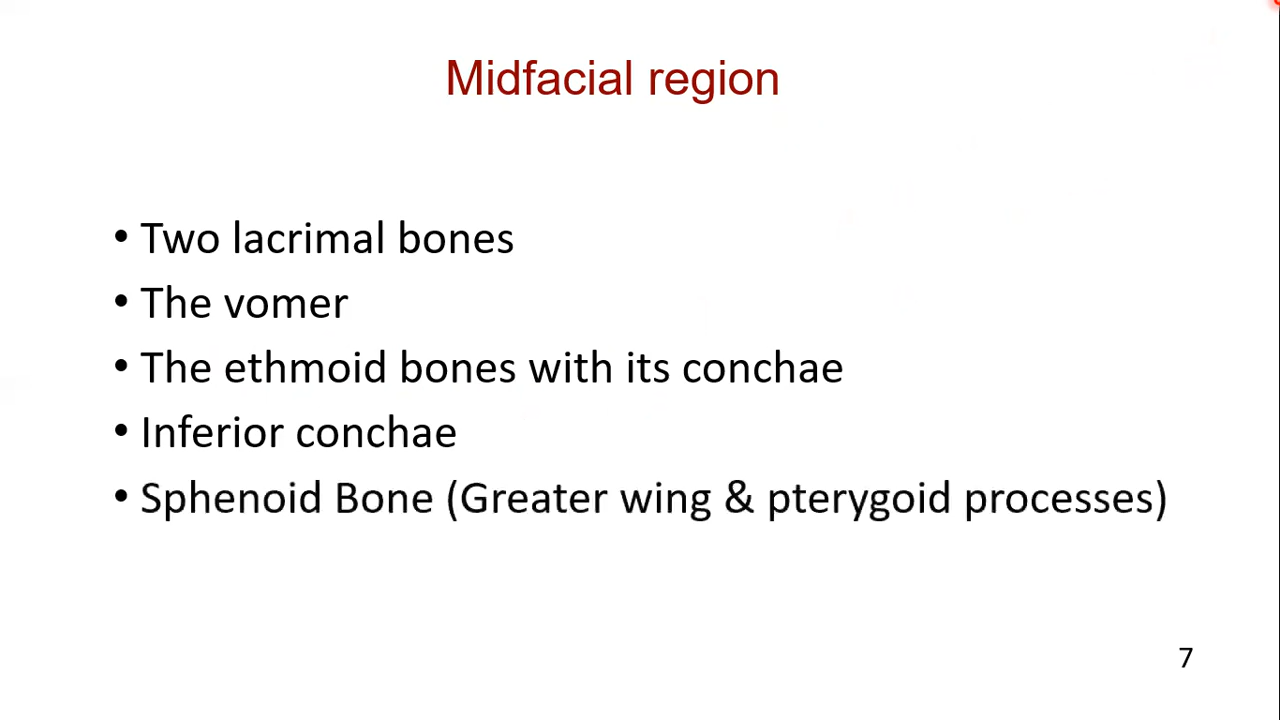 Midfacial region
• Two lacrimal bones
• The vomer
• The ethmoid bones with its conchae
• Inferior conchae
• Sphenoid Bone (Greater wing & pterygoid processes)
7